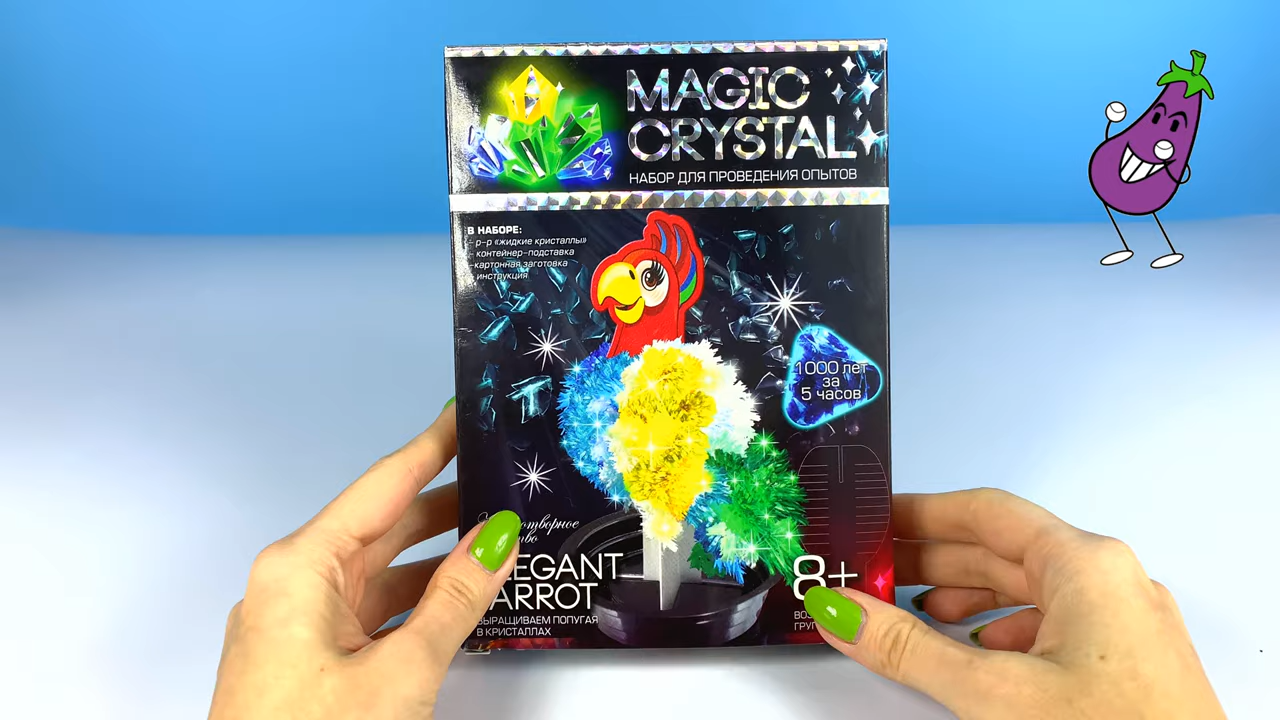 MAGIC
CRYSTAL
НАБОР ДЛЯ ПРОВЕДЕНИЯ ОПЫТОВ
В НАБОРЕ:
- р-р «жидкие кристаллы»
- контейнер-подставка
-картонная заготовка
инструкция
1000 лет
за
5 часов
EGANT
ARROT
ВЫРАЩИВАЕМ ПОПУГАЯ
В КРИСТАЛЛАХ
8+